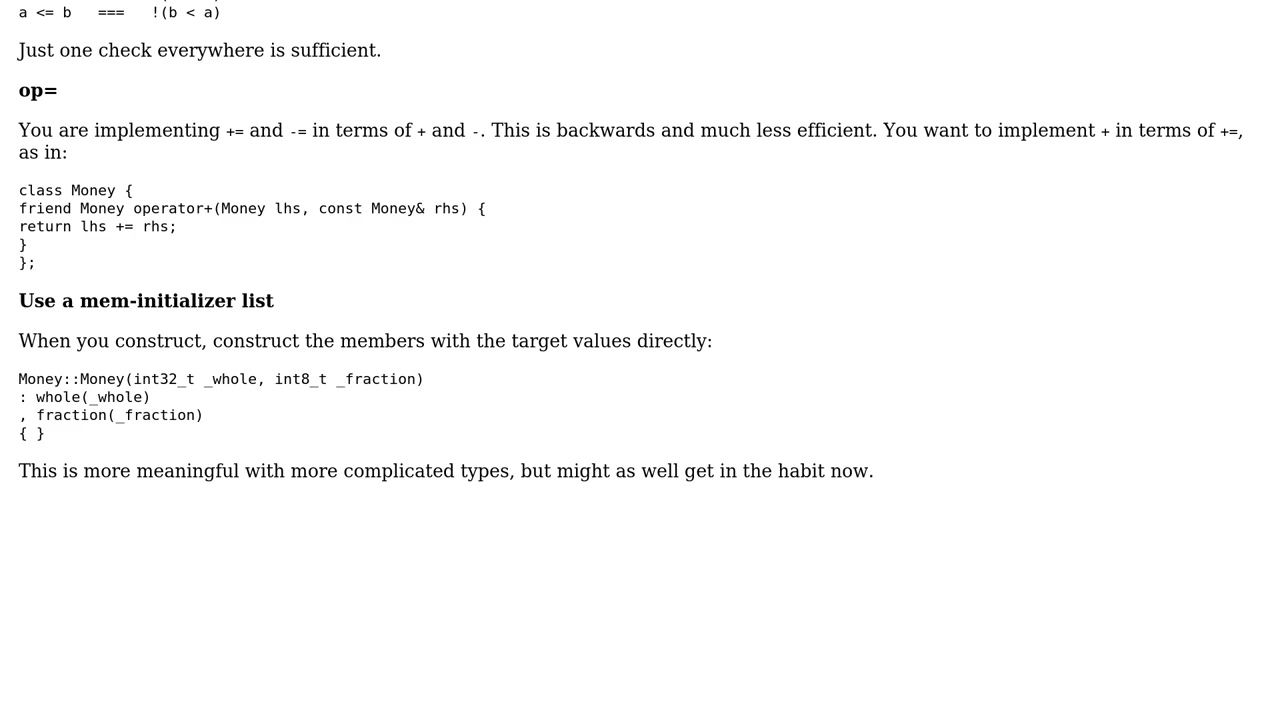 a <= b   ===   !(b < a)
Just one check everywhere is sufficient.
op=
You are implementing += and -= in terms of + and -. This is backwards and much less efficient. You want to implement + in terms of +=,
as in:
class Money {
friend Money operator+(Money lhs, const Money& rhs) {
return lhs += rhs;
}
};
Use a mem-initializer list
When you construct, construct the members with the target values directly:
Money::Money(int32_t _whole, int8_t _fraction)
: whole(_whole)
, fraction(_fraction)
{ }
This is more meaningful with more complicated types, but might as well get in the habit now.